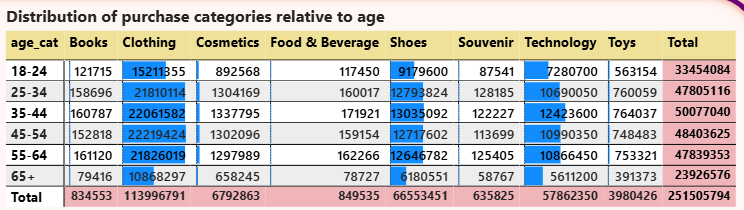 Distribution of purchase categories relative to age
age_cat Books Clothing Cosmetics Food & Beverage Shoes Souvenir Technology Toys Total
18-24 121715 15211355 892568 117450 9179600 87541 7280700 563154 33454084
25-34 158696 21810114 1304169 160017 12793824 128185 10690050 760059 47805116
35-44 160787 22061582 1337795 171921 13035092 122227 12423600 764037 50077040
45-54 152818 22219424 1302096 159154 12717602 113699 10990350 748483 48403625
55-64 161120 21826019 1297989 162266 12646782 125405 10866450 753321 47839353
65+ 79416 10868297 658245 78727 6180551 58767 5611200 391373 23926576
Total 834553 113996791 6792863 849535 66553451 635825 57862350 3980426 251505794